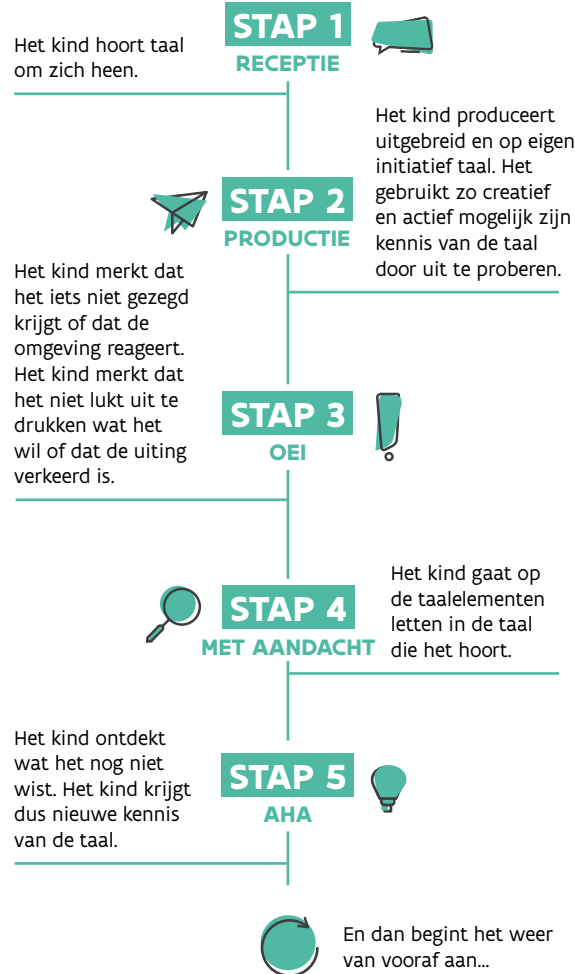 STAP 1
RECEPTIE
Het kind hoort taal
om zich heen.
Het kind produceert
uitgebreid en op eigen
initiatief taal. Het
gebruikt zo creatief
en actief mogelijk zijn
kennis van de taal
door uit te proberen.
STAP 2
PRODUCTIE
Het kind merkt dat
het iets niet gezegd
krijgt of dat de
omgeving reageert.
Het kind merkt dat
het niet lukt uit te
drukken wat het
wil of dat de uiting
verkeerd is.
STAP 3
OEI
STAP 4
MET AANDACHT
Het kind gaat op
de taalelementen
letten in de taal
die het hoort.
Het kind ontdekt
wat het nog niet
wist. Het kind krijgt
dus nieuwe kennis
van de taal.
STAP 5
AHA
En dan begint het weer
van vooraf aan...